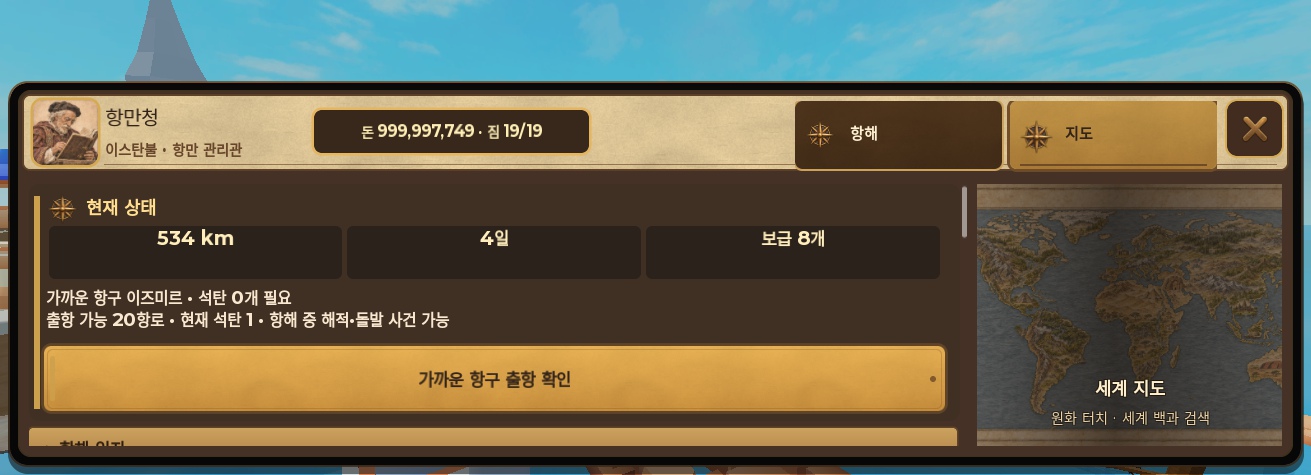 항만청
이스탄불 • 항만 관리관
돈 999,997,749 · 짐 19/19
항해
지도
현재 상태
534 km
4일
보급 8개
가까운 항구 이즈미르 • 석탄 0개 필요
출항 가능 20항로 • 현재 석탄 1 • 항해 중 해적•돌발 사건 가능
가까운 항구 출항 확인
세계 지도
원화 터치 · 세계 백과 검색